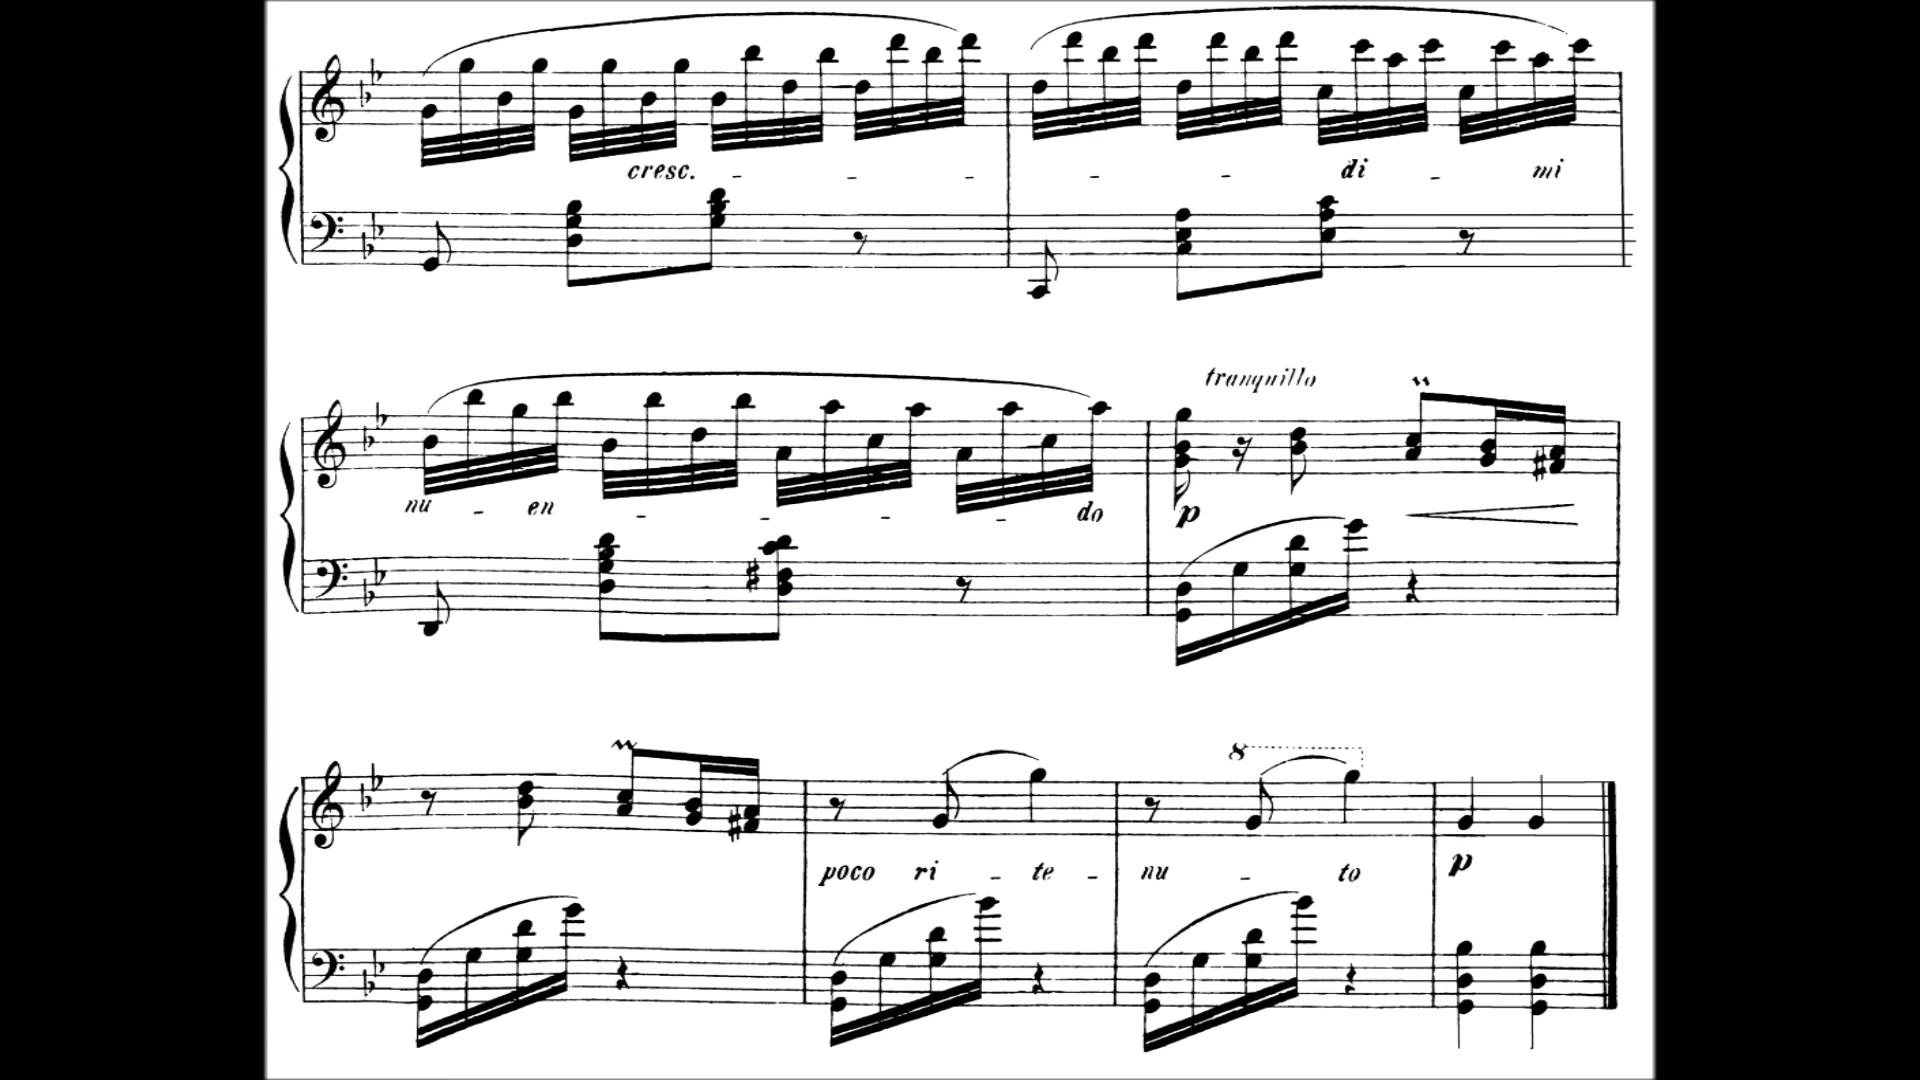 cresc. - - - - - di - mi
tranquillo
nu - en - - - - do p
poco ri - te - nu - to p
8